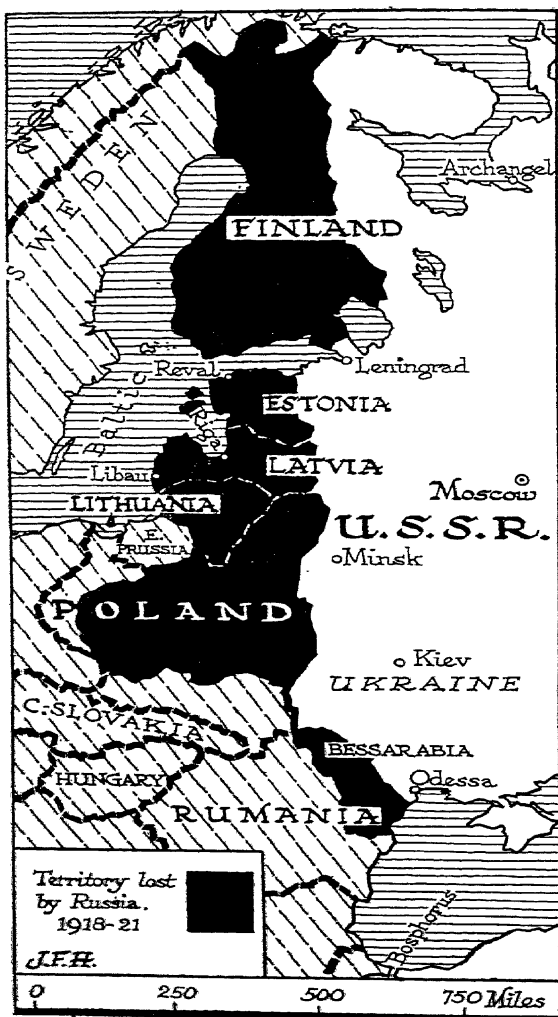 SWEDEN
Archangel
FINLAND
Baltic
Reval
Leningrad
ESTONIA
Riga
LATVIA
Libau
Moscow
LITHUANIA
U.S.S.R.
E.
PRUSSIA
Minsk
POLAND
Kiev
UKRAINE
C. SLOVAKIA
BESSARABIA
HUNGARY
Odessa
RUMANIA
Territory lost
by Russia.
1918-21
J.F.H.
Bosphorus
0 250 500 750 Miles